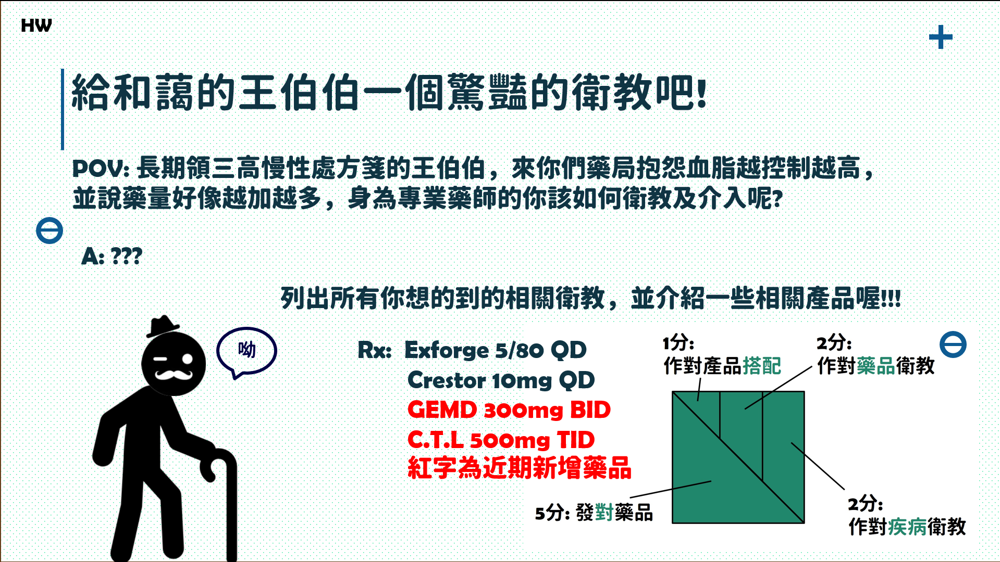 HW
給和藹的王伯伯一個驚豔的衛教吧!
POV: 長期領三高慢性處方箋的王伯伯，來你們藥局抱怨血脂越控制越高，
並說藥量好像越加越多，身為專業藥師的你該如何衛教及介入呢?
A: ???
列出所有你想的到的相關衛教，並介紹一些相關產品喔!!!
呦
Rx: Exforge 5/80 QD
Crestor 10mg QD
GEMD 300mg BID
C.T.L 500mg TID
紅字為近期新增藥品
1分:
作對產品搭配
2分:
作對藥品衛教
5分: 發對藥品
2分:
作對疾病衛教